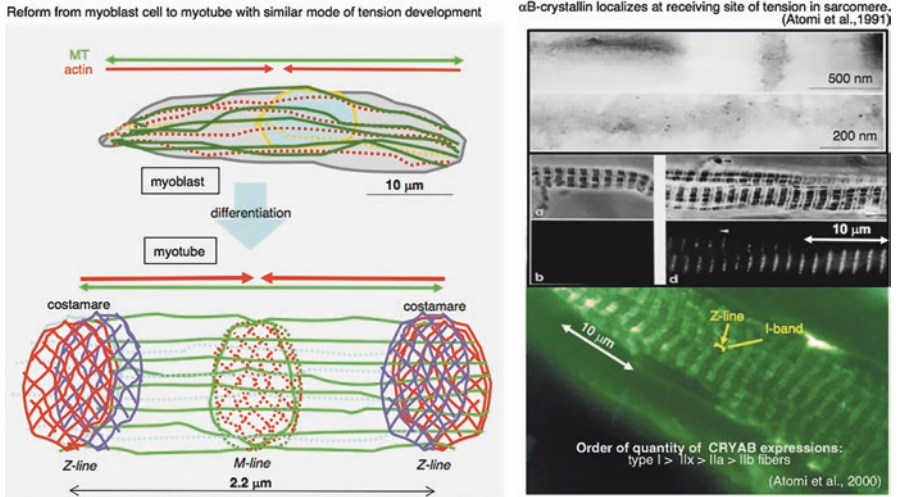 Reform from myoblast cell to myotube with similar mode of tension development
MT
actin
myoblast
10 μm
differentiation
myotube
costamare
costamare
Z-line
M-line
Z-line
2.2 μm
αB-crystallin localizes at receiving site of tension in sarcomere.
(Atomi et al.,1991)
500 nm
200 nm
a
b
d
10 μm
Z-line
I-band
10 μm
Order of quantity of CRYAB expressions:
type I > IIx > IIa > IIb fibers
(Atomi et al., 2000)